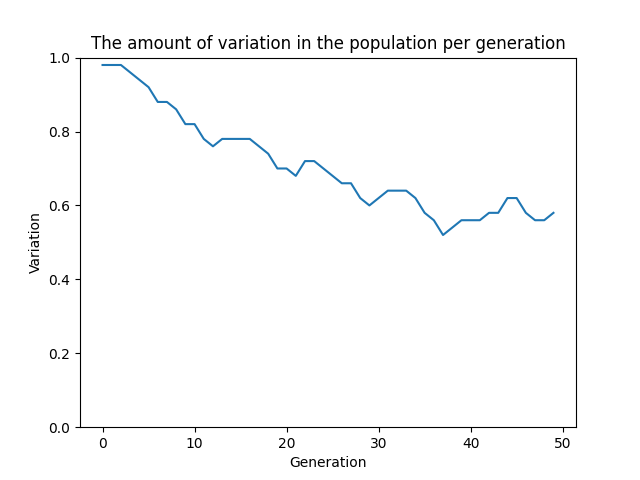 The amount of variation in the population per generation
1.0
0.8
0.6
0.4
0.2
0.0
Variation
0 10 20 30 40 50
Generation